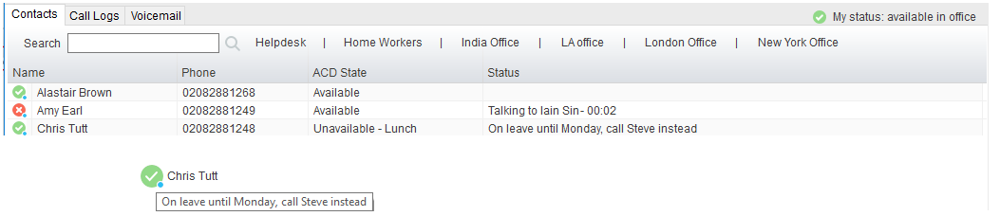 Contacts Call Logs Voicemail My status: available in office
Search Helpdesk | Home Workers | India Office | LA office | London Office | New York Office
Name Phone ACD State Status
Alastair Brown 02082881268 Available
Amy Earl 02082881249 Available Talking to Iain Sin- 00:02
Chris Tutt 02082881248 Unavailable - Lunch On leave until Monday, call Steve instead
Chris Tutt
On leave until Monday, call Steve instead